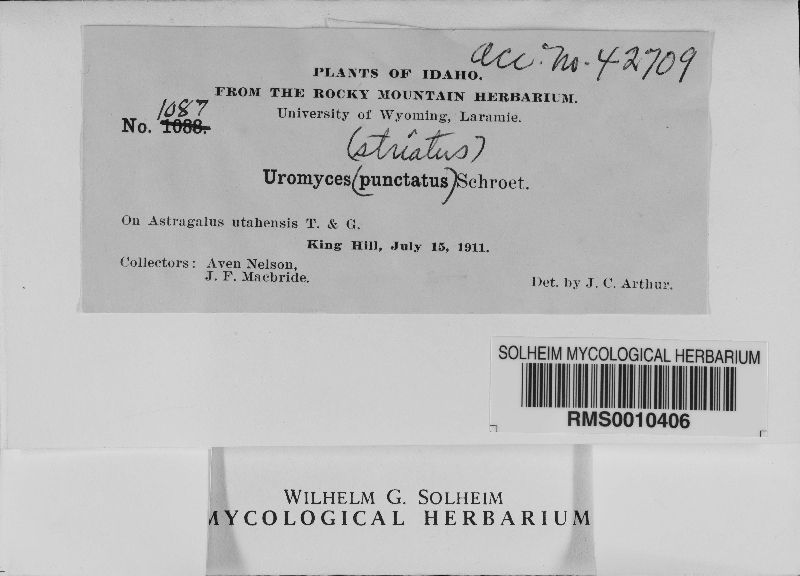 Acc. No. 42709
PLANTS OF IDAHO.
FROM THE ROCKY MOUNTAIN HERBARIUM.
University of Wyoming, Laramie.
1087
No. 1088.
(striatus)
Uromyces (punctatus) Schroet.
On Astragalus utahensis T. & G.
King Hill, July 15, 1911.
Collectors: Aven Nelson,
J. F. Macbride.
Det. by J. C. Arthur.
SOLHEIM MYCOLOGICAL HERBARIUM
RMS0010406
WILHELM G. SOLHEIM
MYCOLOGICAL HERBARIUM